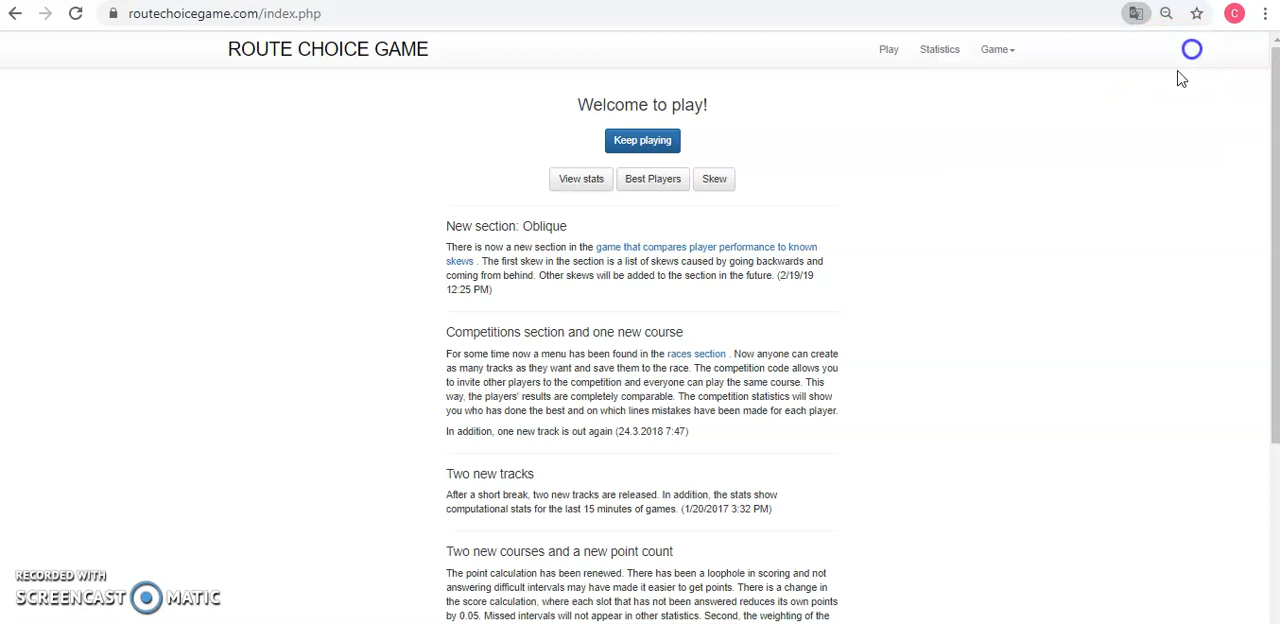 routechoicegame.com/index.php
C
ROUTE CHOICE GAME
Play
Statistics
Game
Welcome to play!
Keep playing
View stats
Best Players
Skew
New section: Oblique
There is now a new section in the game that compares player performance to known
skews . The first skew in the section is a list of skews caused by going backwards and
coming from behind. Other skews will be added to the section in the future. (2/19/19
12:25 PM)
Competitions section and one new course
For some time now a menu has been found in the races section . Now anyone can create
as many tracks as they want and save them to the race. The competition code allows you
to invite other players to the competition and everyone can play the same course. This
way, the players' results are completely comparable. The competition statistics will show
you who has done the best and on which lines mistakes have been made for each player.
In addition, one new track is out again (24.3.2018 7:47)
Two new tracks
After a short break, two new tracks are released. In addition, the stats show
computational stats for the last 15 minutes of games. (1/20/2017 3:32 PM)
Two new courses and a new point count
The point calculation has been renewed. There has been a loophole in scoring and not
answering difficult intervals may have made it easier to get points. There is a change in
the score calculation, where each slot that has not been answered reduces its own points
by 0.05. Missed intervals will not appear in other statistics. Second, the weighting of the
RECORDED WITH
SCREENCAST MATIC